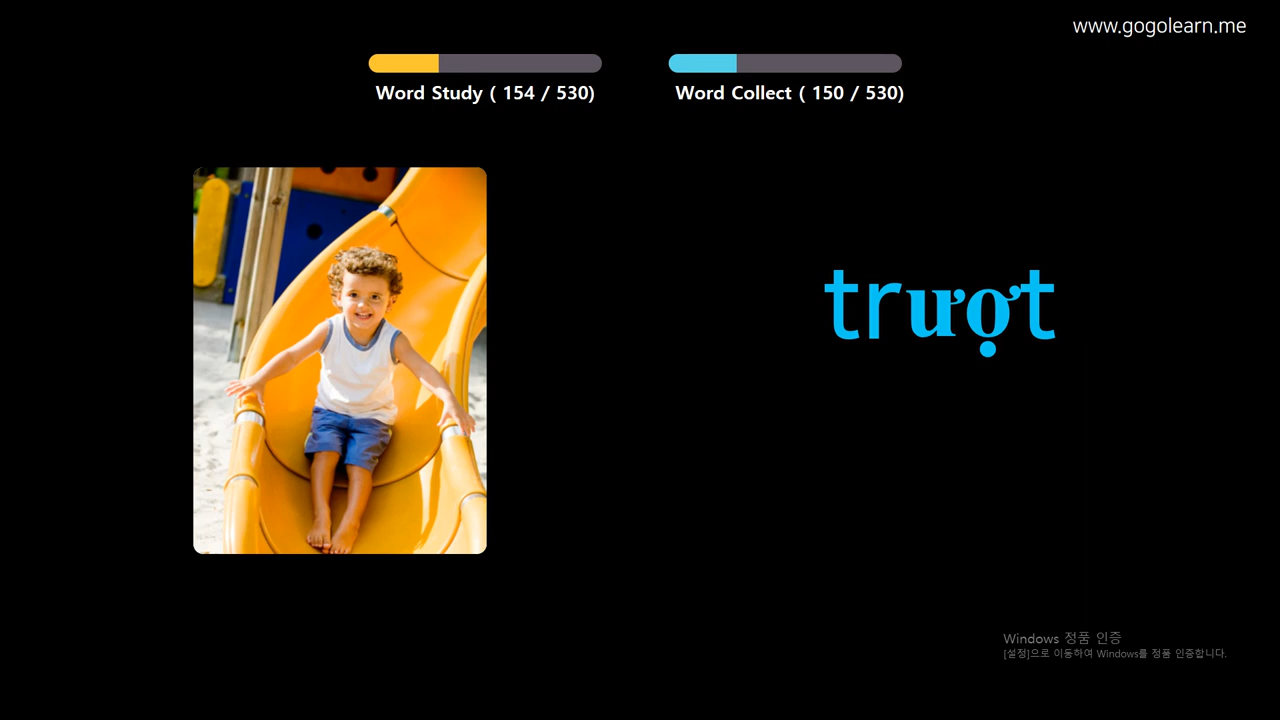 www.gogolearn.me
Word Study ( 154 / 530)
Word Collect ( 150 / 530)
trượt
Windows 정품 인증
[설정]으로 이동하여 Windows를 정품 인증합니다.